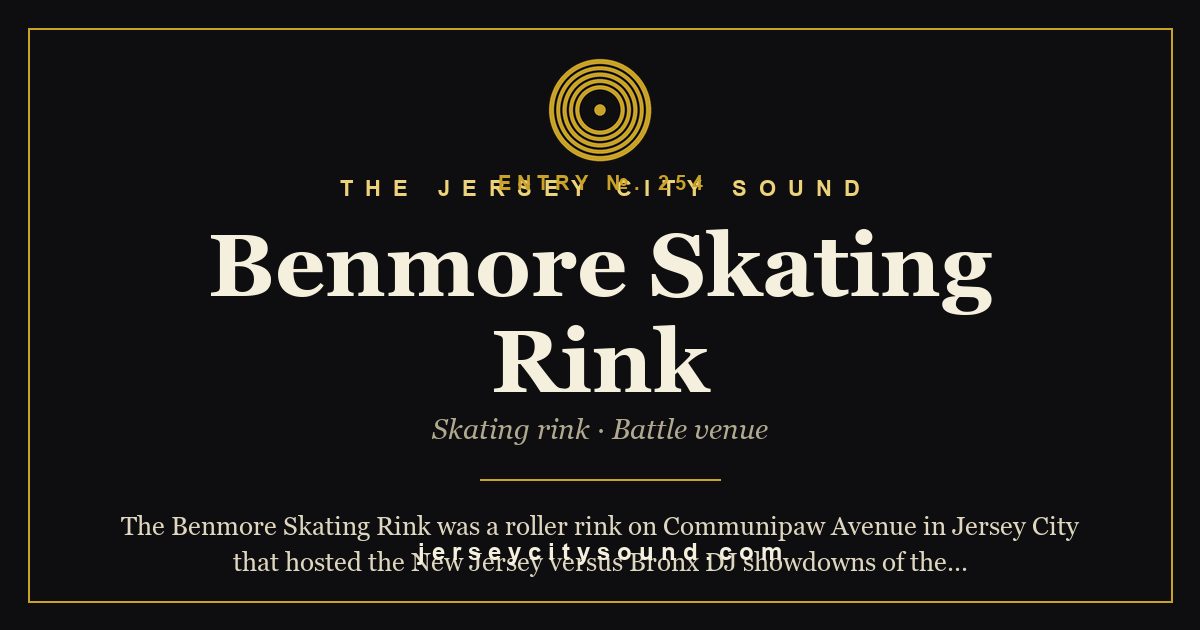 ENTRY №. 254
THE JERSEY CITY SOUND
Benmore Skating
Rink
Skating rink · Battle venue
The Benmore Skating Rink was a roller rink on Communipaw Avenue in Jersey City
jerseycitysound.com
that hosted the New Jersey versus Bronx DJ showdowns of the...